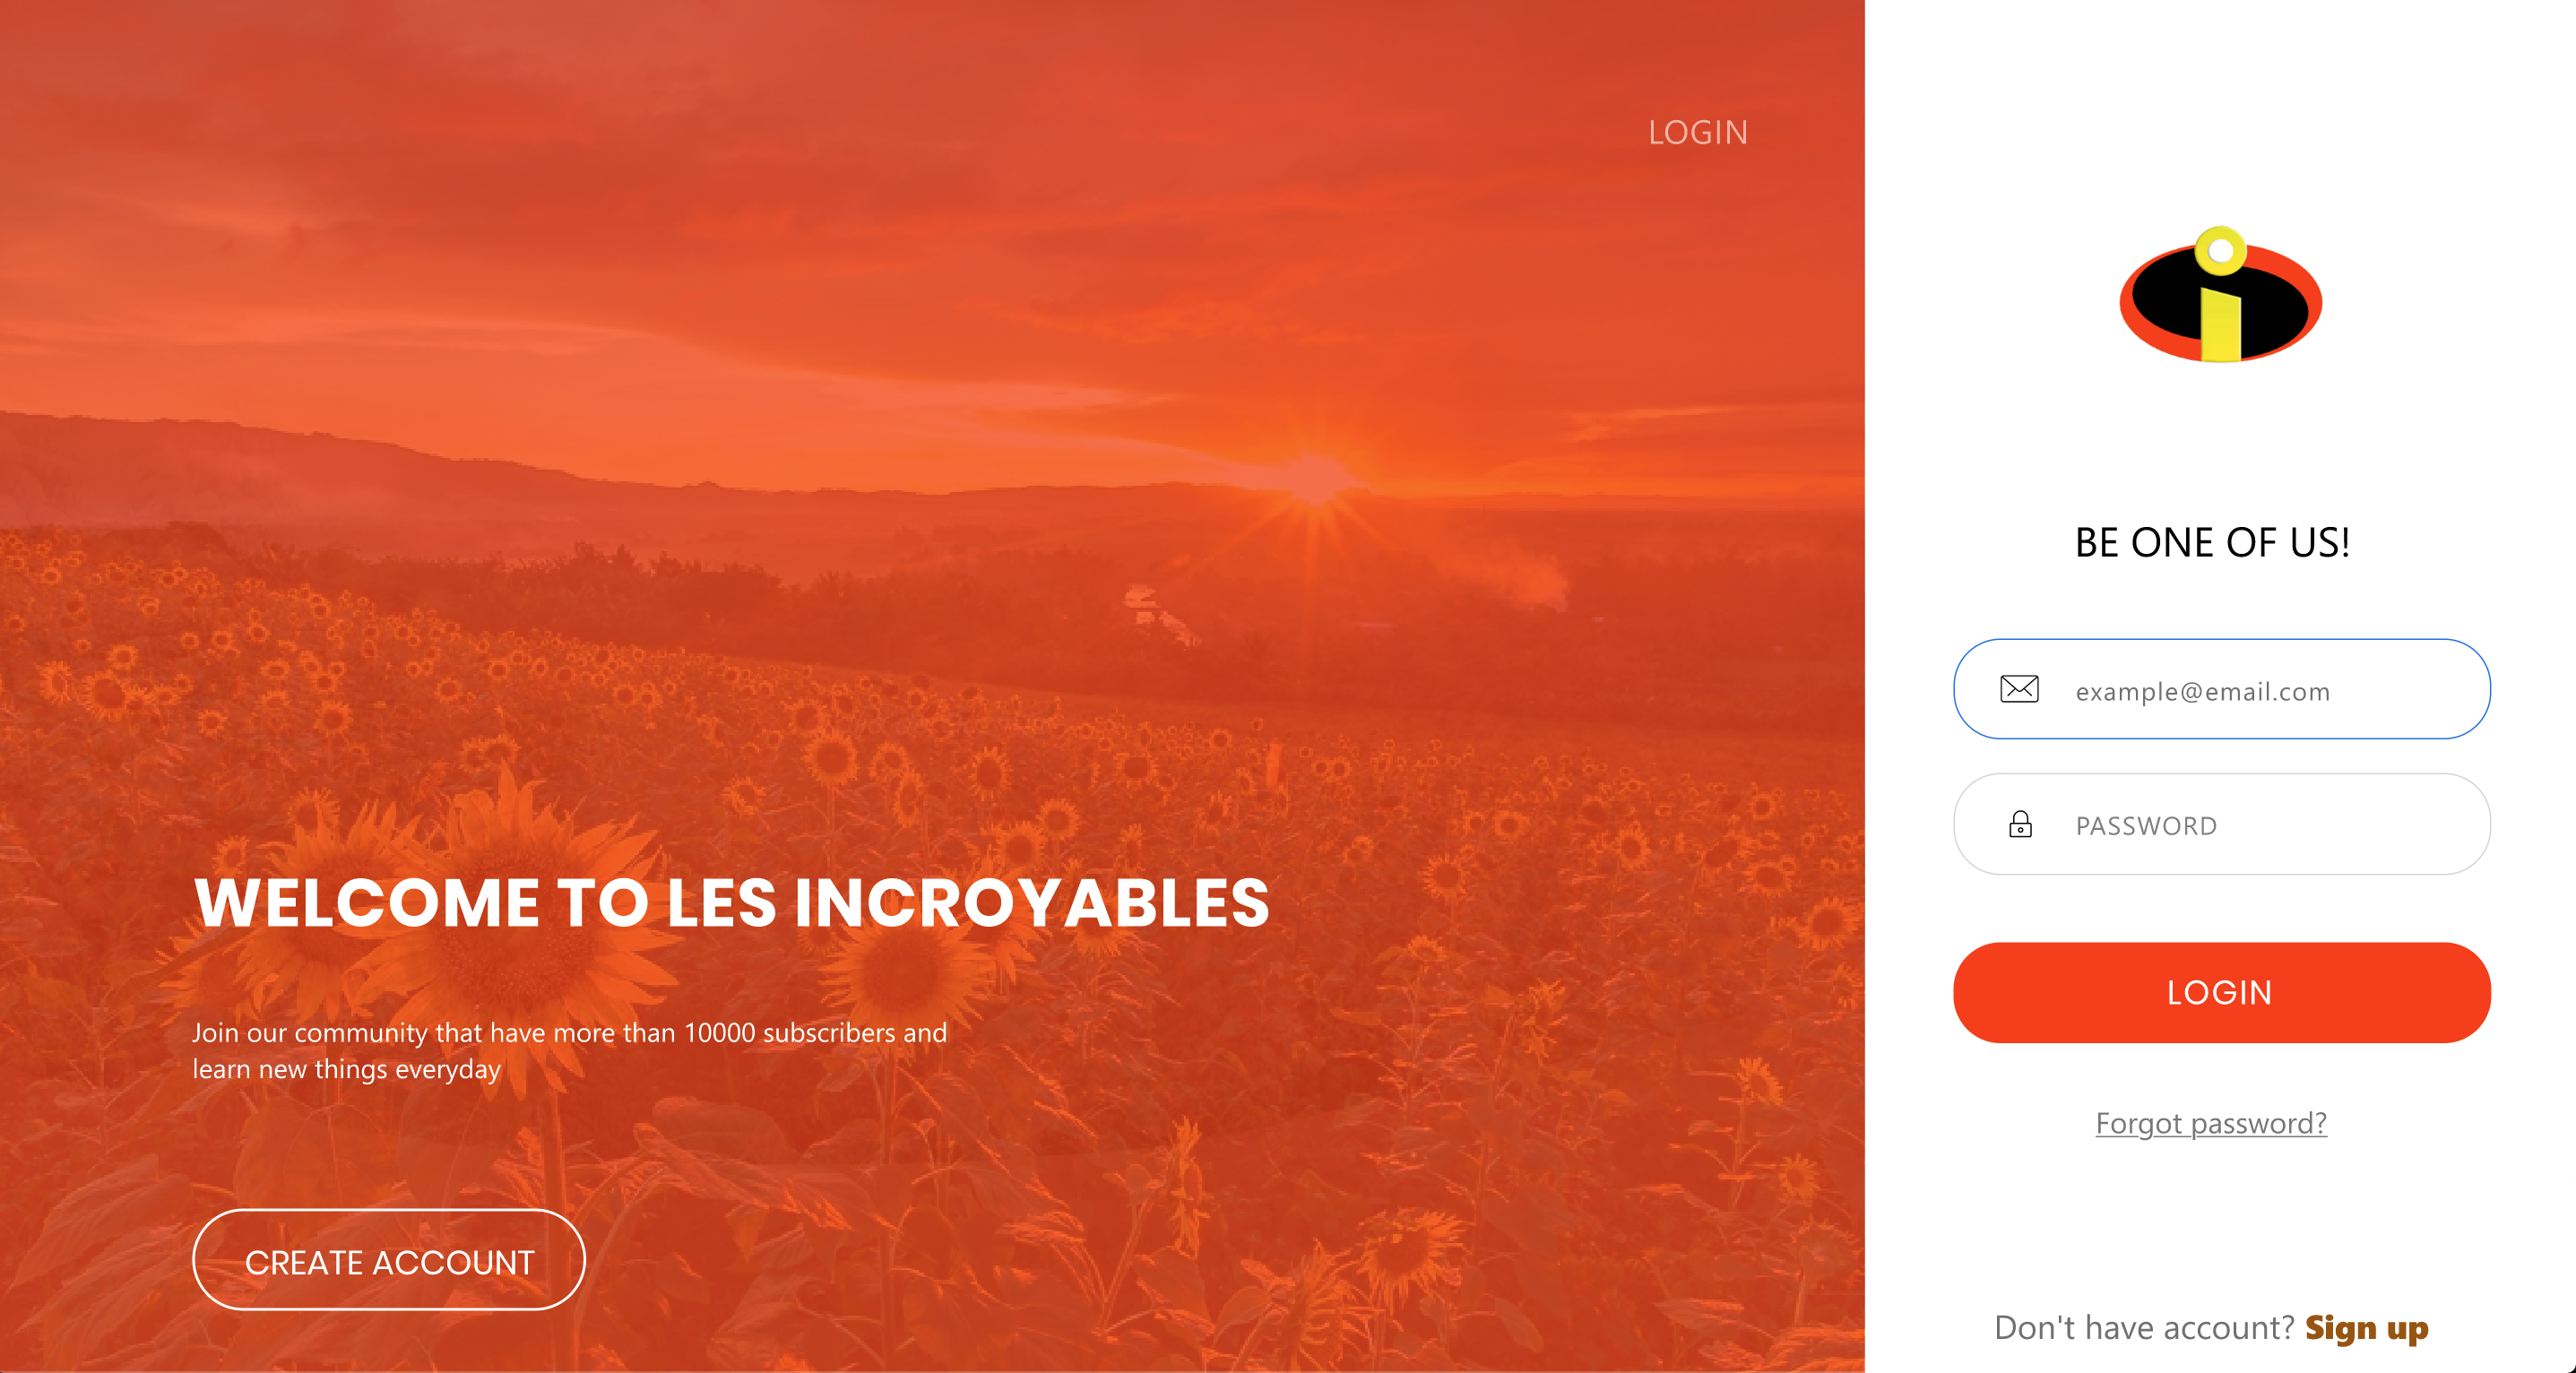 LOGIN
WELCOME TO LES INCROYABLES
Join our community that have more than 10000 subscribers and
learn new things everyday
CREATE ACCOUNT
BE ONE OF US!
example@email.com
PASSWORD
LOGIN
Forgot password?
Don't have account? Sign up